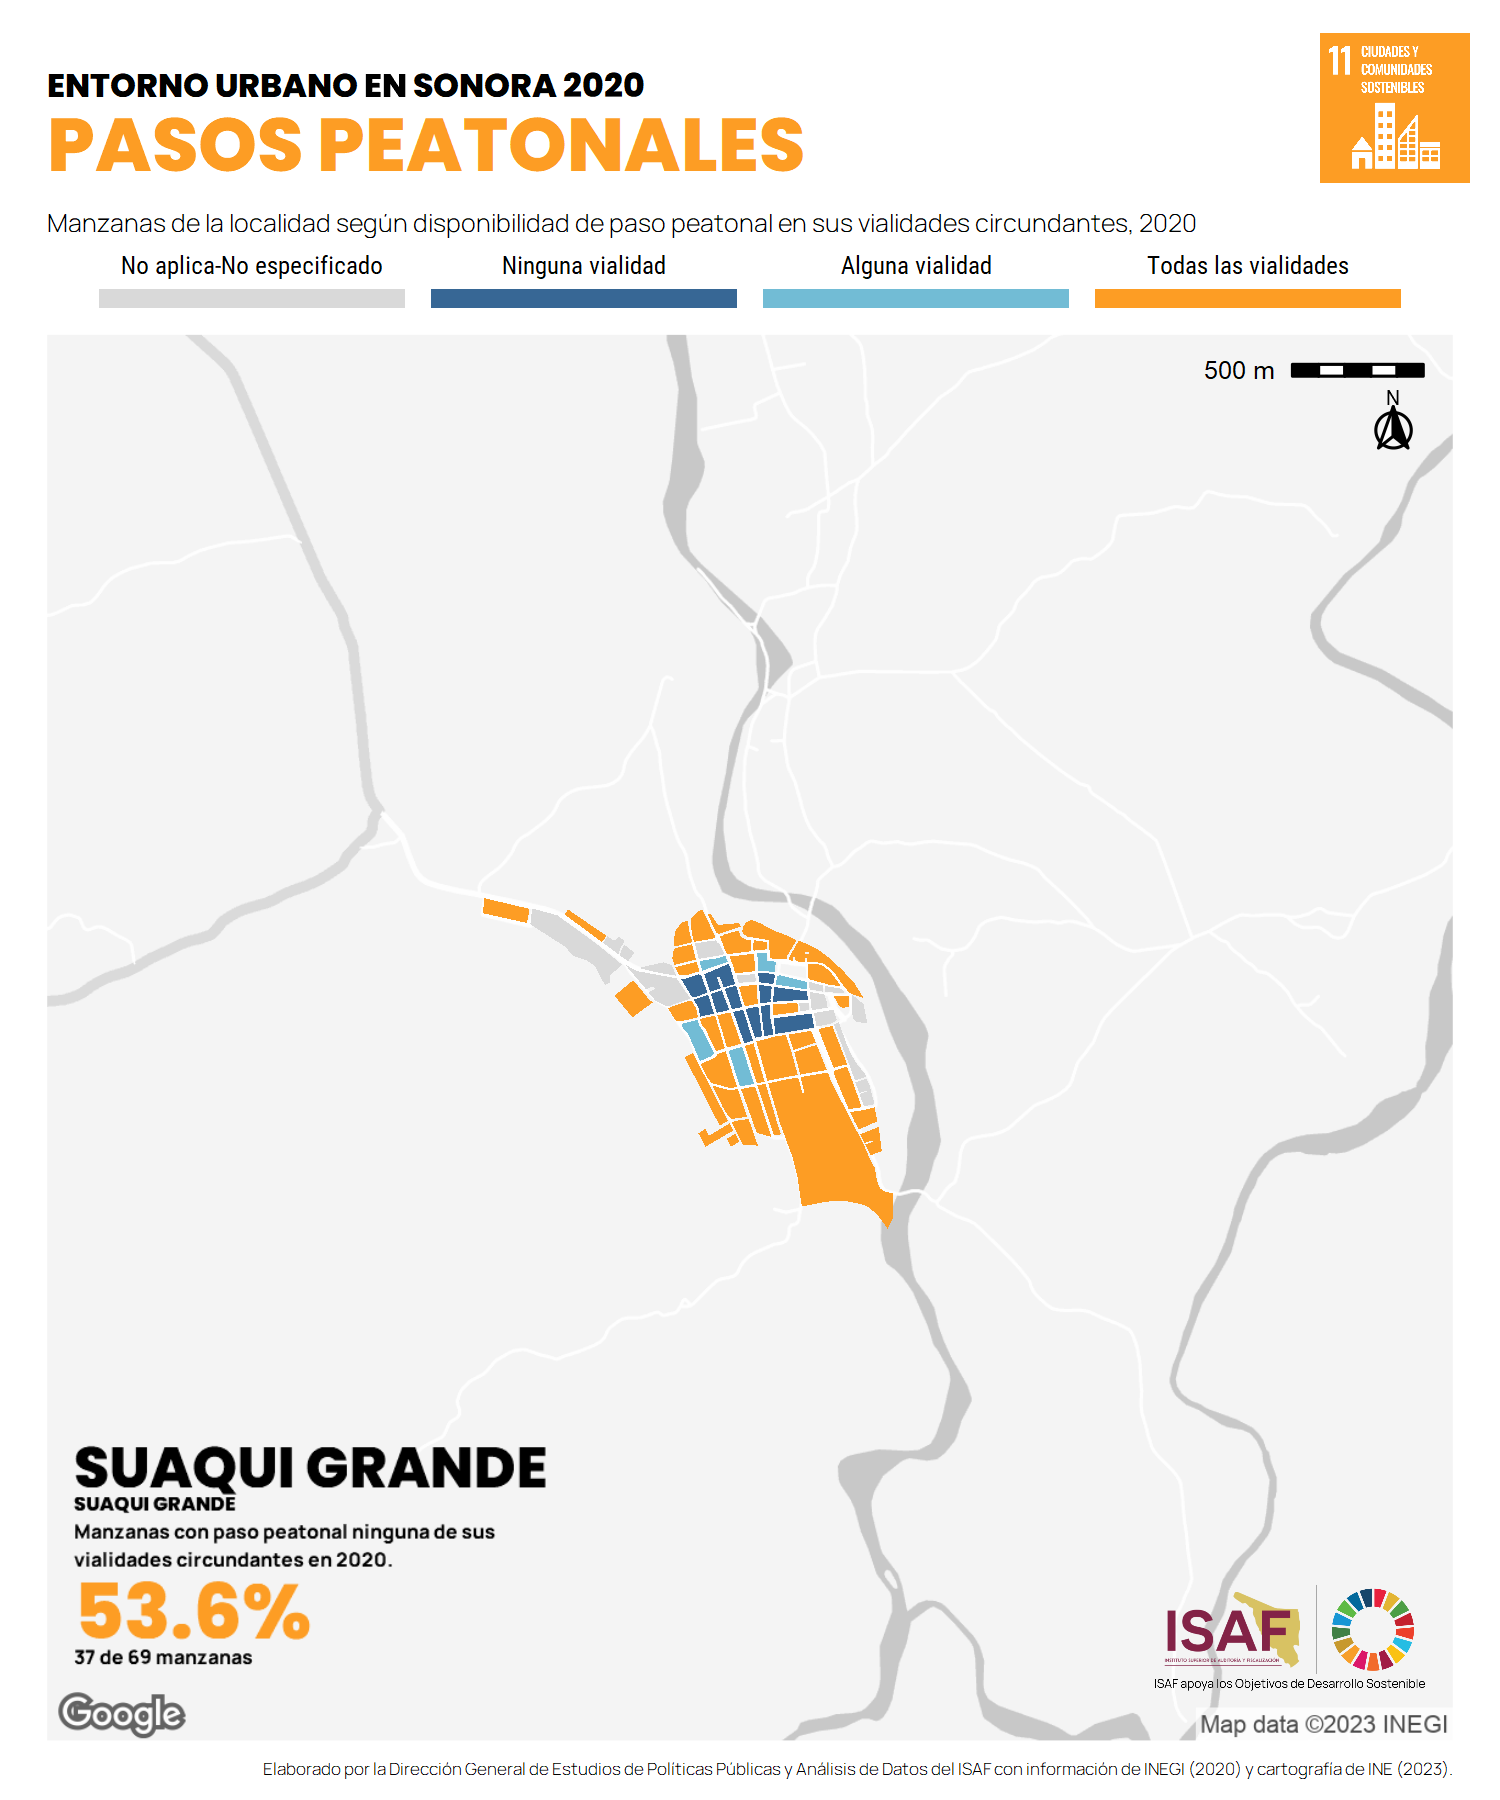 ENTORNO URBANO EN SONORA 2020
PASOS PEATONALES
11 CIUDADES Y
COMUNIDADES
SOSTENIBLES
Manzanas de la localidad según disponibilidad de paso peatonal en sus vialidades circundantes, 2020
No aplica-No especificado
Ninguna vialidad
Alguna vialidad
Todas las vialidades
500 m
N
SUAQUI GRANDE
SUAQUI GRANDE
Manzanas con paso peatonal ninguna de sus
vialidades circundantes en 2020.
53.6%
37 de 69 manzanas
ISAF
INSTITUTO SUPERIOR DE AUDITORÍA Y FISCALIZACIÓN
ISAF apoya los Objetivos de Desarrollo Sostenible
Google
Map data ©2023 INEGI
Elaborado por la Dirección General de Estudios de Políticas Públicas y Análisis de Datos del ISAF con información de INEGI (2020) y cartografía de INE (2023).